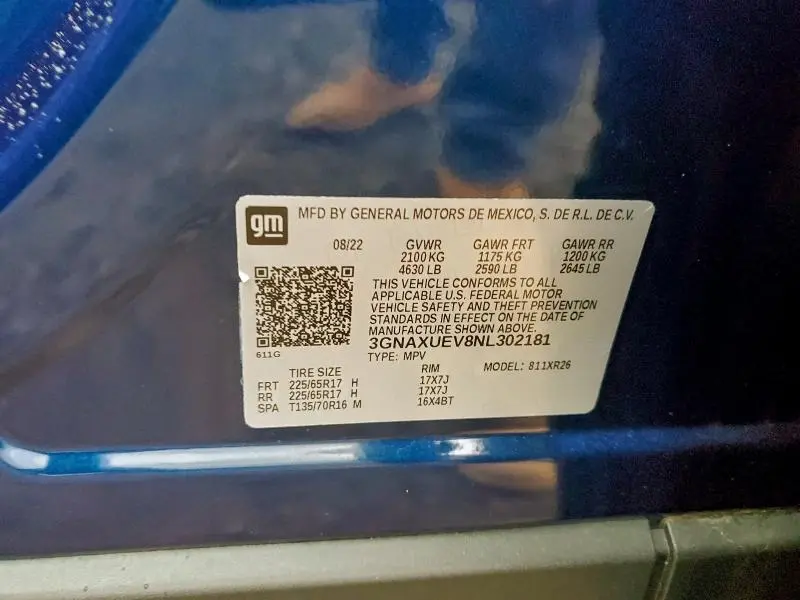 gm MFD BY GENERAL MOTORS DE MEXICO, S. DE R.L. DE C.V.
08/22 GVWR GAWR FRT GAWR RR
2100 KG 1175 KG 1200 KG
4630 LB 2590 LB 2645 LB
THIS VEHICLE CONFORMS TO ALL
APPLICABLE U.S. FEDERAL MOTOR
VEHICLE SAFETY AND THEFT PREVENTION
STANDARDS IN EFFECT ON THE DATE OF
MANUFACTURE SHOWN ABOVE.
3GNAXUEV8NL302181
611G TYPE: MPV MODEL: 811XR26
TIRE SIZE RIM
FRT 225/65R17 H 17X7J
RR 225/65R17 H 17X7J
SPA T135/70R16 M 16X4BT